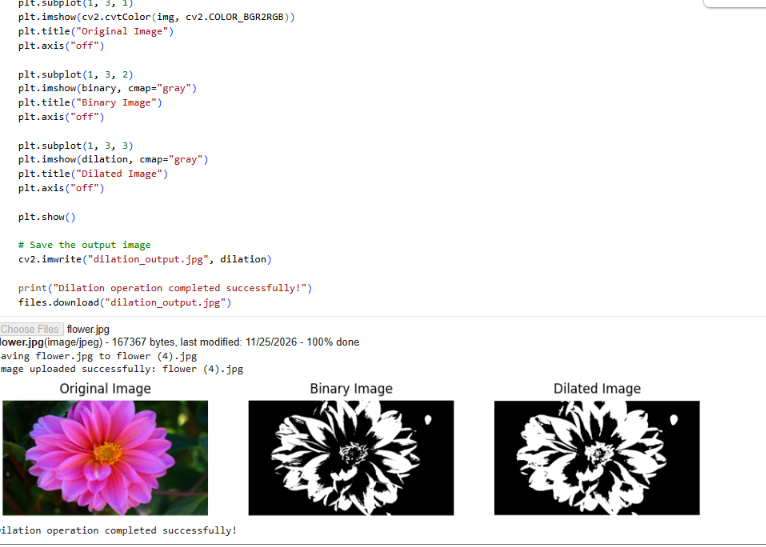 plt.subplot(1, 3, 1)
plt.imshow(cv2.cvtColor(img, cv2.COLOR_BGR2RGB))
plt.title("Original Image")
plt.axis("off")
plt.subplot(1, 3, 2)
plt.imshow(binary, cmap="gray")
plt.title("Binary Image")
plt.axis("off")
plt.subplot(1, 3, 3)
plt.imshow(dilation, cmap="gray")
plt.title("Dilated Image")
plt.axis("off")
plt.show()
# Save the output image
cv2.imwrite("dilation_output.jpg", dilation)
print("Dilation operation completed successfully!")
files.download("dilation_output.jpg")
Choose Files flower.jpg
lower.jpg(image/jpeg) - 167367 bytes, last modified: 11/25/2026 - 100% done
aving flower.jpg to flower (4).jpg
mage uploaded successfully: flower (4).jpg
Original Image Binary Image Dilated Image
ilation operation completed successfully!